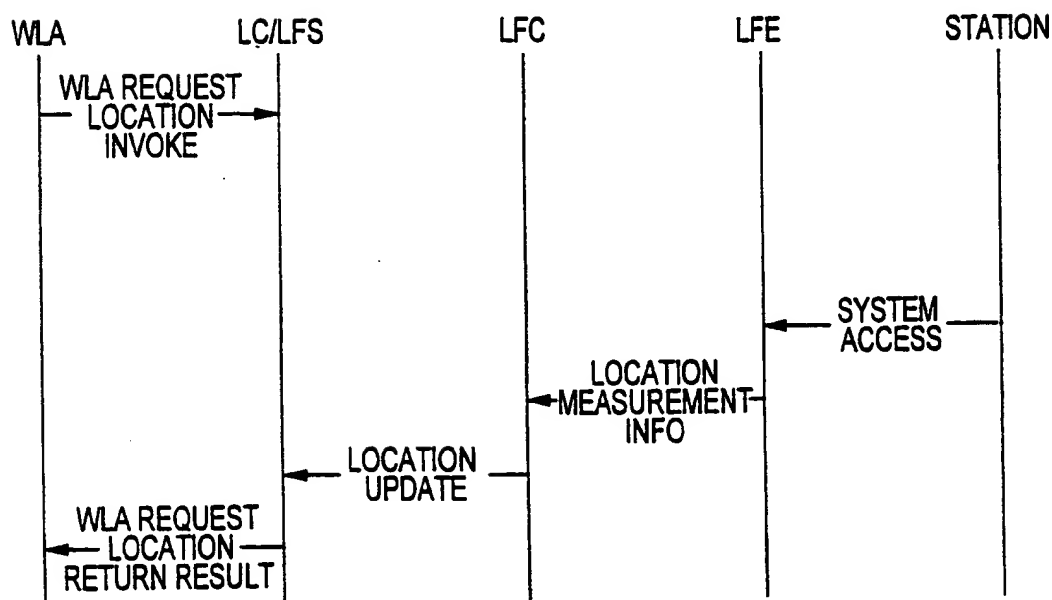 WLA LC/LFS LFC LFE STATION
WLA REQUEST
LOCATION
INVOKE
SYSTEM
ACCESS
LOCATION
MEASUREMENT
INFO
LOCATION
UPDATE
WLA REQUEST
LOCATION
RETURN RESULT